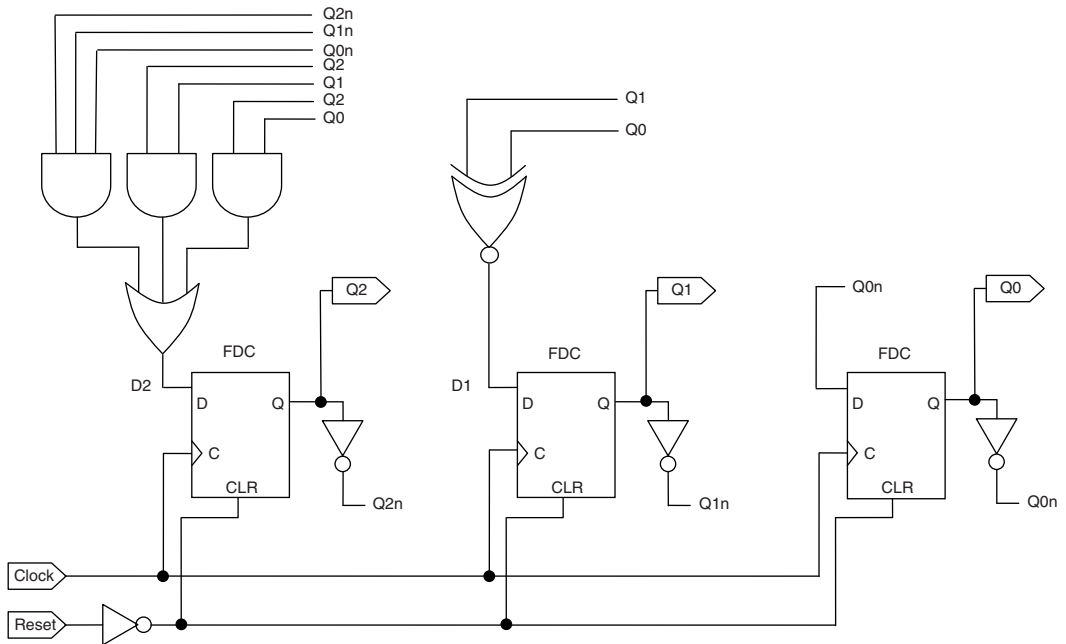 Q2n
Q1n
Q0n
Q2
Q1
Q2
Q0
Q1
Q0
Q2
Q1
Q0n
Q0
FDC
FDC
FDC
D2
D1
D
Q
D
Q
D
Q
C
C
C
CLR
CLR
CLR
Q2n
Q1n
Q0n
Clock
Reset